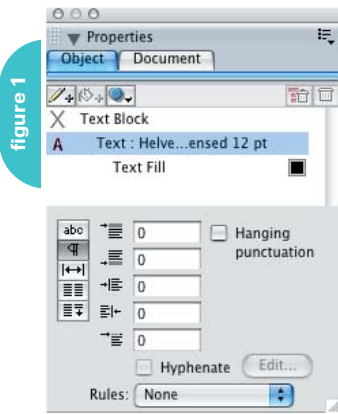 figure 1
Properties
Object Document
Text Block
A Text : Helve...ensed 12 pt
Text Fill
abc
¶
0
0
0
0
0
Hanging
punctuation
Hyphenate Edit...
Rules: None